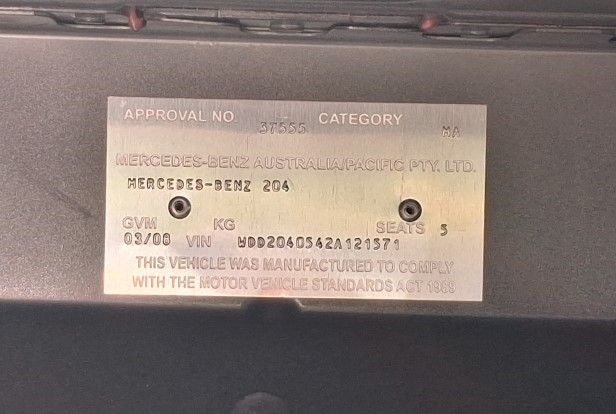 APPROVAL NO 37555 CATEGORY MA
MERCEDES-BENZ AUSTRALIA/PACIFIC PTY. LTD.
MERCEDES-BENZ 204
GVM KG SEATS 5
03/08 VIN WDD2040542A121571
THIS VEHICLE WAS MANUFACTURED TO COMPLY
WITH THE MOTOR VEHICLE STANDARDS ACT 1989